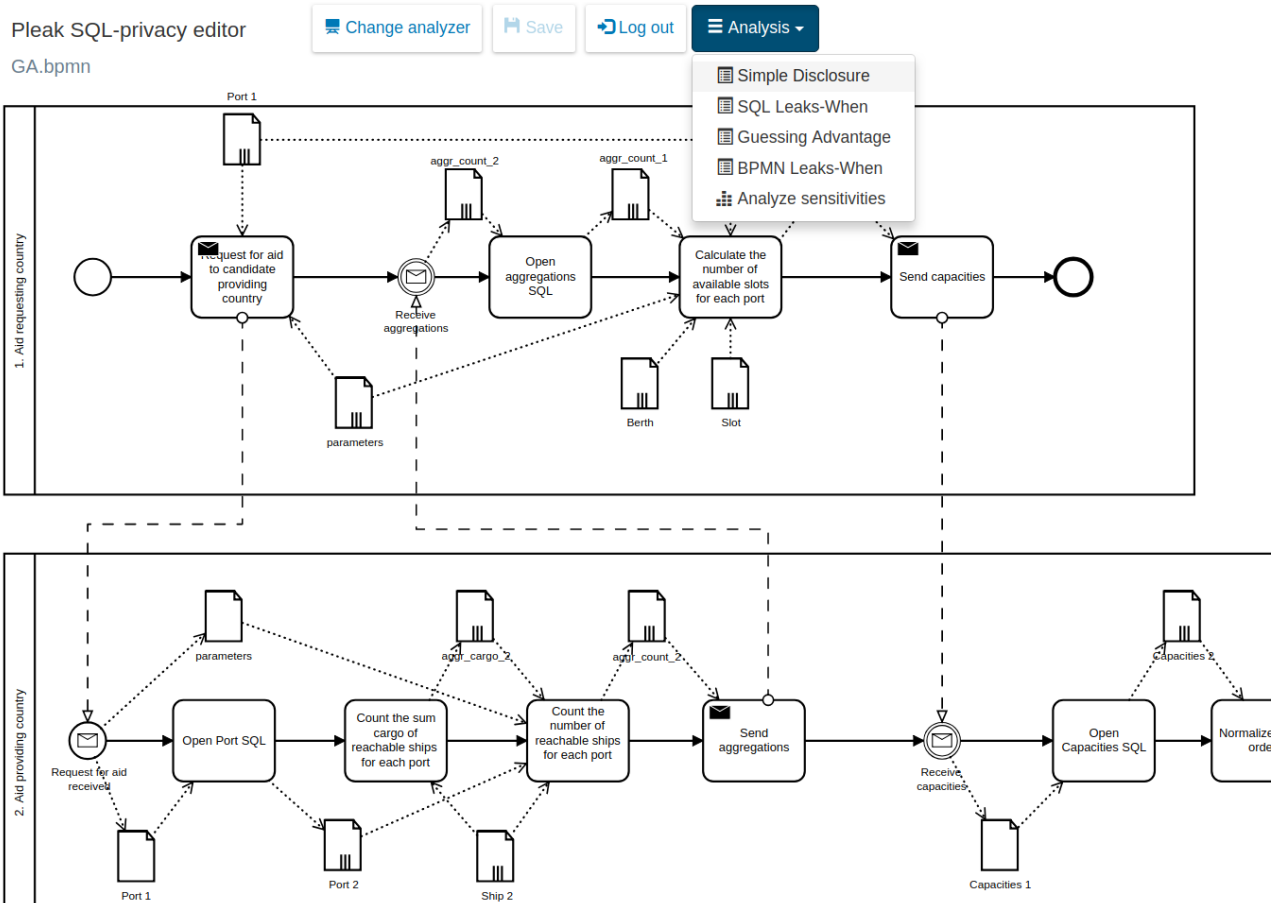 Pleak SQL-privacy editor
Change analyzer
Save
Log out
Analysis
GA.bpmn
Simple Disclosure
SQL Leaks-When
Guessing Advantage
BPMN Leaks-When
Analyze sensitivities
1. Aid requesting country
Port 1
aggr_count_2
aggr_count_1
Request for aid
to candidate
providing
country
Receive
aggregations
Open
aggregations
SQL
Calculate the
number of
available slots
for each port
Send capacities
parameters
Berth
Slot
2. Aid providing country
parameters
aggr_cargo_2
aggr_count_2
Capacities 2
Request for aid
received
Open Port SQL
Count the sum
cargo of
reachable ships
for each port
Count the
number of
reachable ships
for each port
Send
aggregations
Receive
capacities
Open
Capacities SQL
Normalize
orde
Port 1
Port 2
Ship 2
Capacities 1